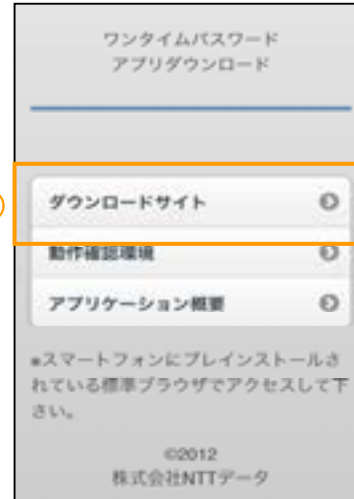 ワンタイムパスワード
アプリダウンロード
ダウンロードサイト
動作確認環境
アプリケーション概要
※スマートフォンにプレインストールさ
れている標準ブラウザでアクセスして下
さい。
©2012
株式会社NTTデータ